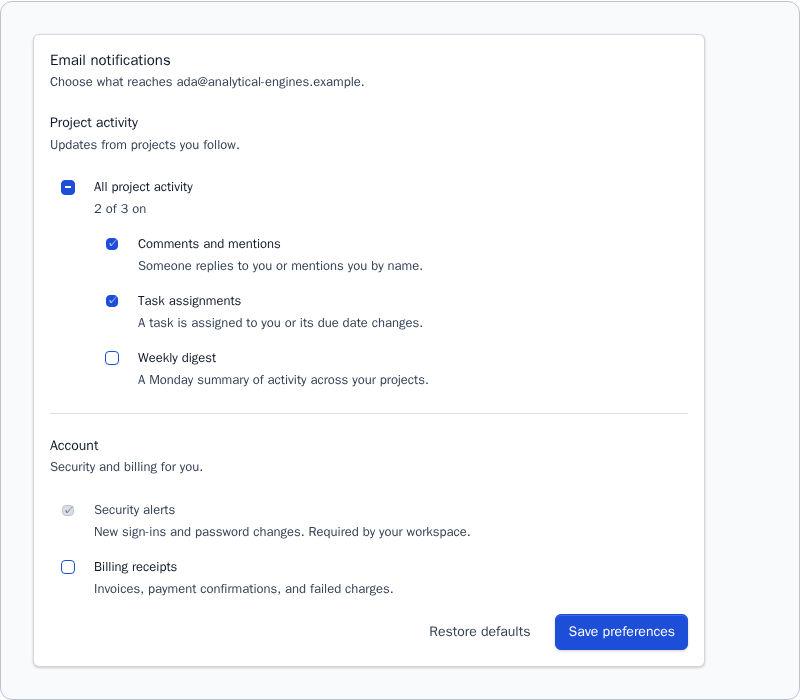 Email notifications
Choose what reaches ada@analytical-engines.example.
Project activity
Updates from projects you follow.
All project activity
2 of 3 on
Comments and mentions
Someone replies to you or mentions you by name.
Task assignments
A task is assigned to you or its due date changes.
Weekly digest
A Monday summary of activity across your projects.
Account
Security and billing for you.
Security alerts
New sign-ins and password changes. Required by your workspace.
Billing receipts
Invoices, payment confirmations, and failed charges.
Restore defaults
Save preferences